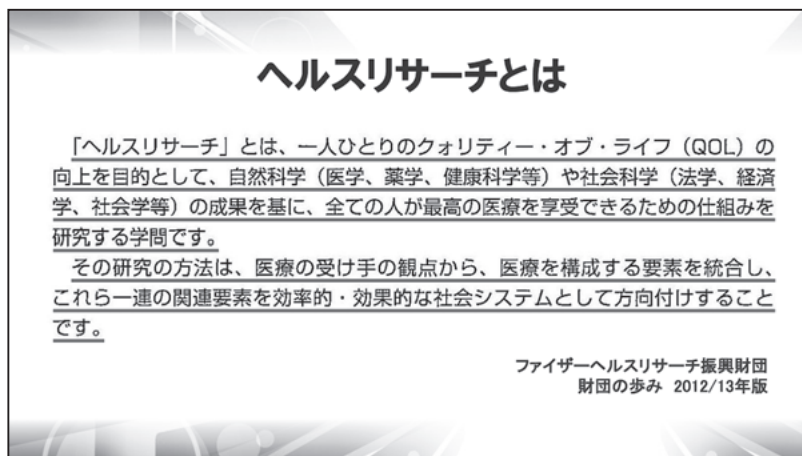 ヘルスリサーチとは
「ヘルスリサーチ」とは、一人ひとりのクォリティー・オブ・ライフ（QOL）の
向上を目的として、自然科学（医学、薬学、健康科学等）や社会科学（法学、経済
学、社会学等）の成果を基に、全ての人が最高の医療を享受できるための仕組みを
研究する学問です。
その研究の方法は、医療の受け手の観点から、医療を構成する要素を統合し、
これら一連の関連要素を効率的・効果的な社会システムとして方向付けすること
です。
ファイザーヘルスリサーチ振興財団
財団の歩み 2012/13年版